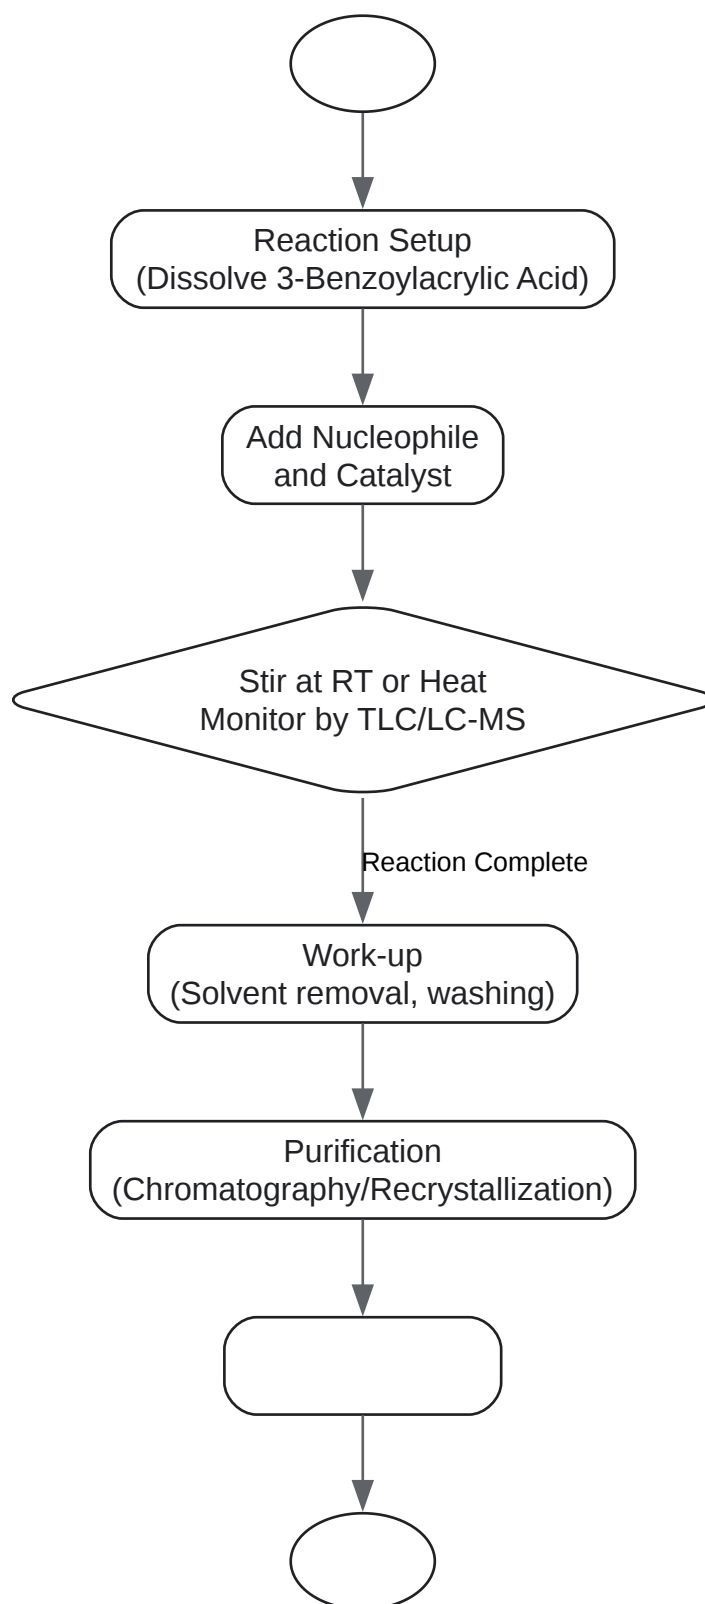 Reaction Setup
(Dissolve 3-Benzoylacrylic Acid)
Add Nucleophile
and Catalyst
Stir at RT or Heat
Monitor by TLC/LC-MS
Reaction Complete
Work-up
(Solvent removal, washing)
Purification
(Chromatography/Recrystallization)